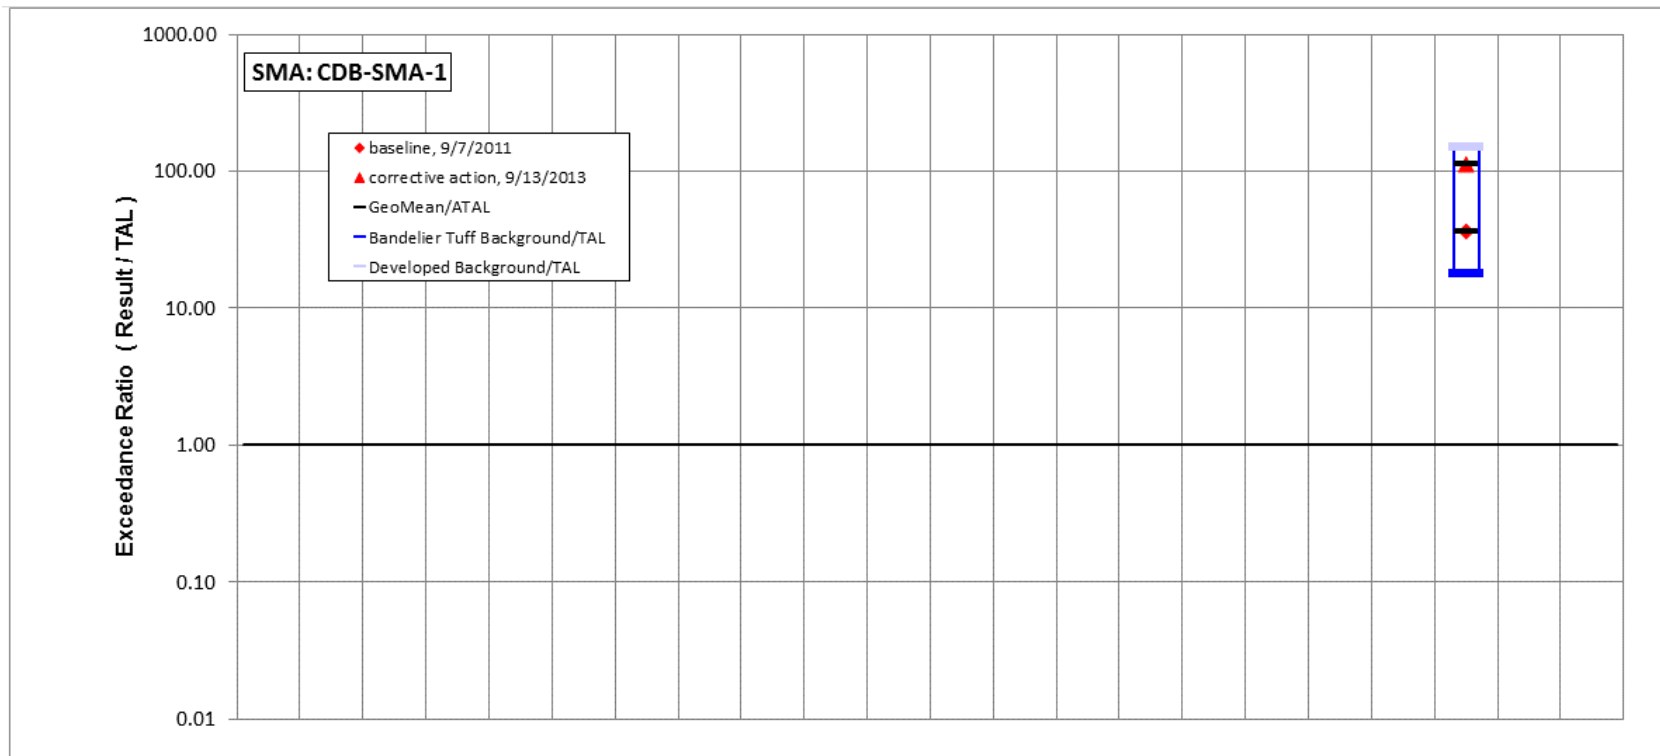 1000.00
SMA: CDB-SMA-1
baseline, 9/7/2011
corrective action, 9/13/2013
GeoMean/ATAL
Bandelier Tuff Background/TAL
Developed Background/TAL
100.00
10.00
1.00
0.10
0.01
Exceedance Ratio ( Result / TAL )